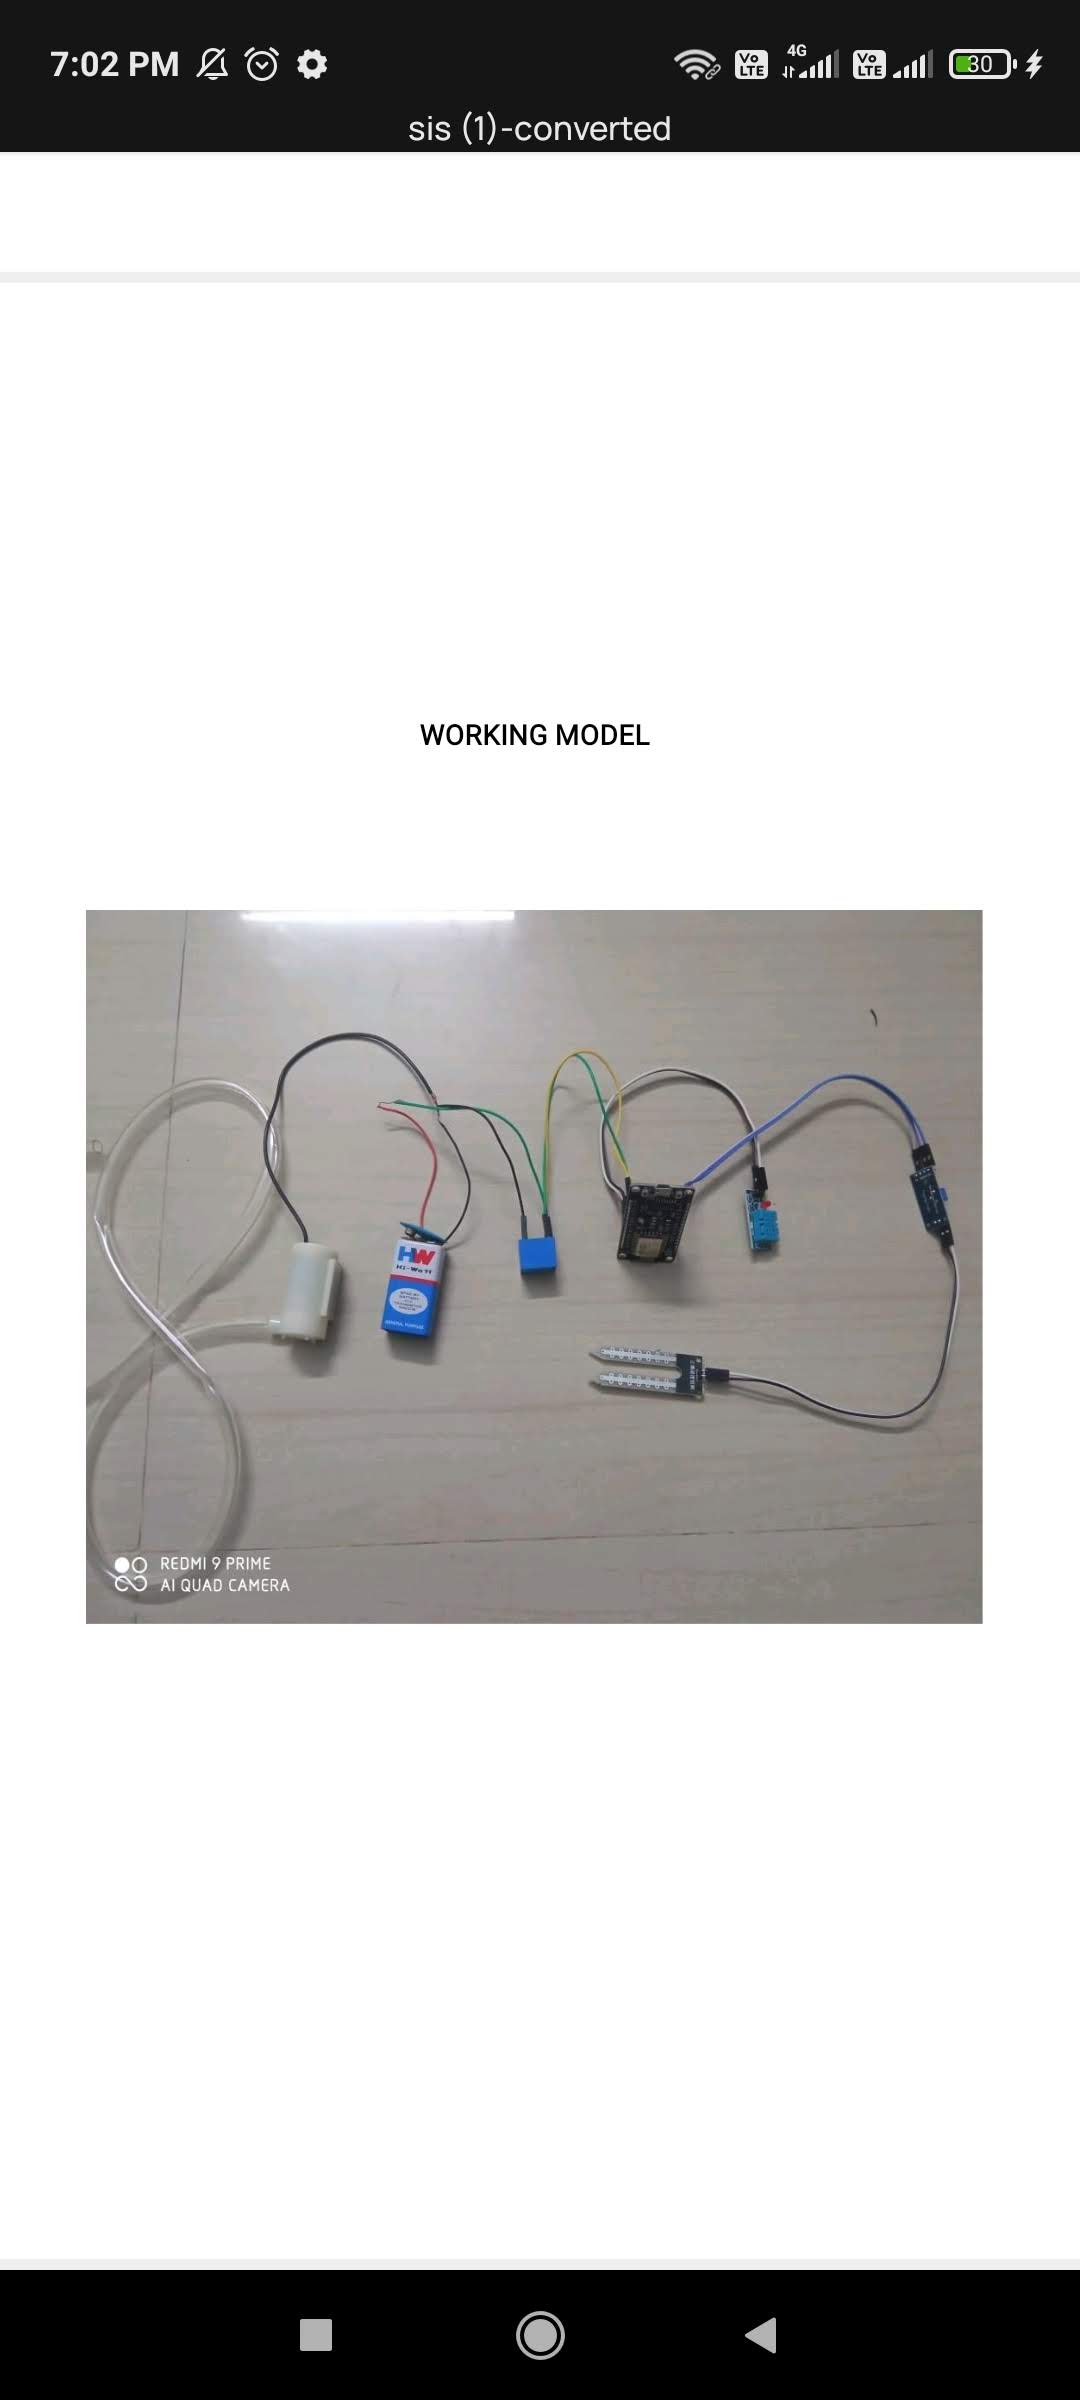 7:02 PM
4G
Vo
LTE
Vo
LTE
30
sis (1)-converted
WORKING MODEL
HW
Hi-Watt
REDMI 9 PRIME
AI QUAD CAMERA